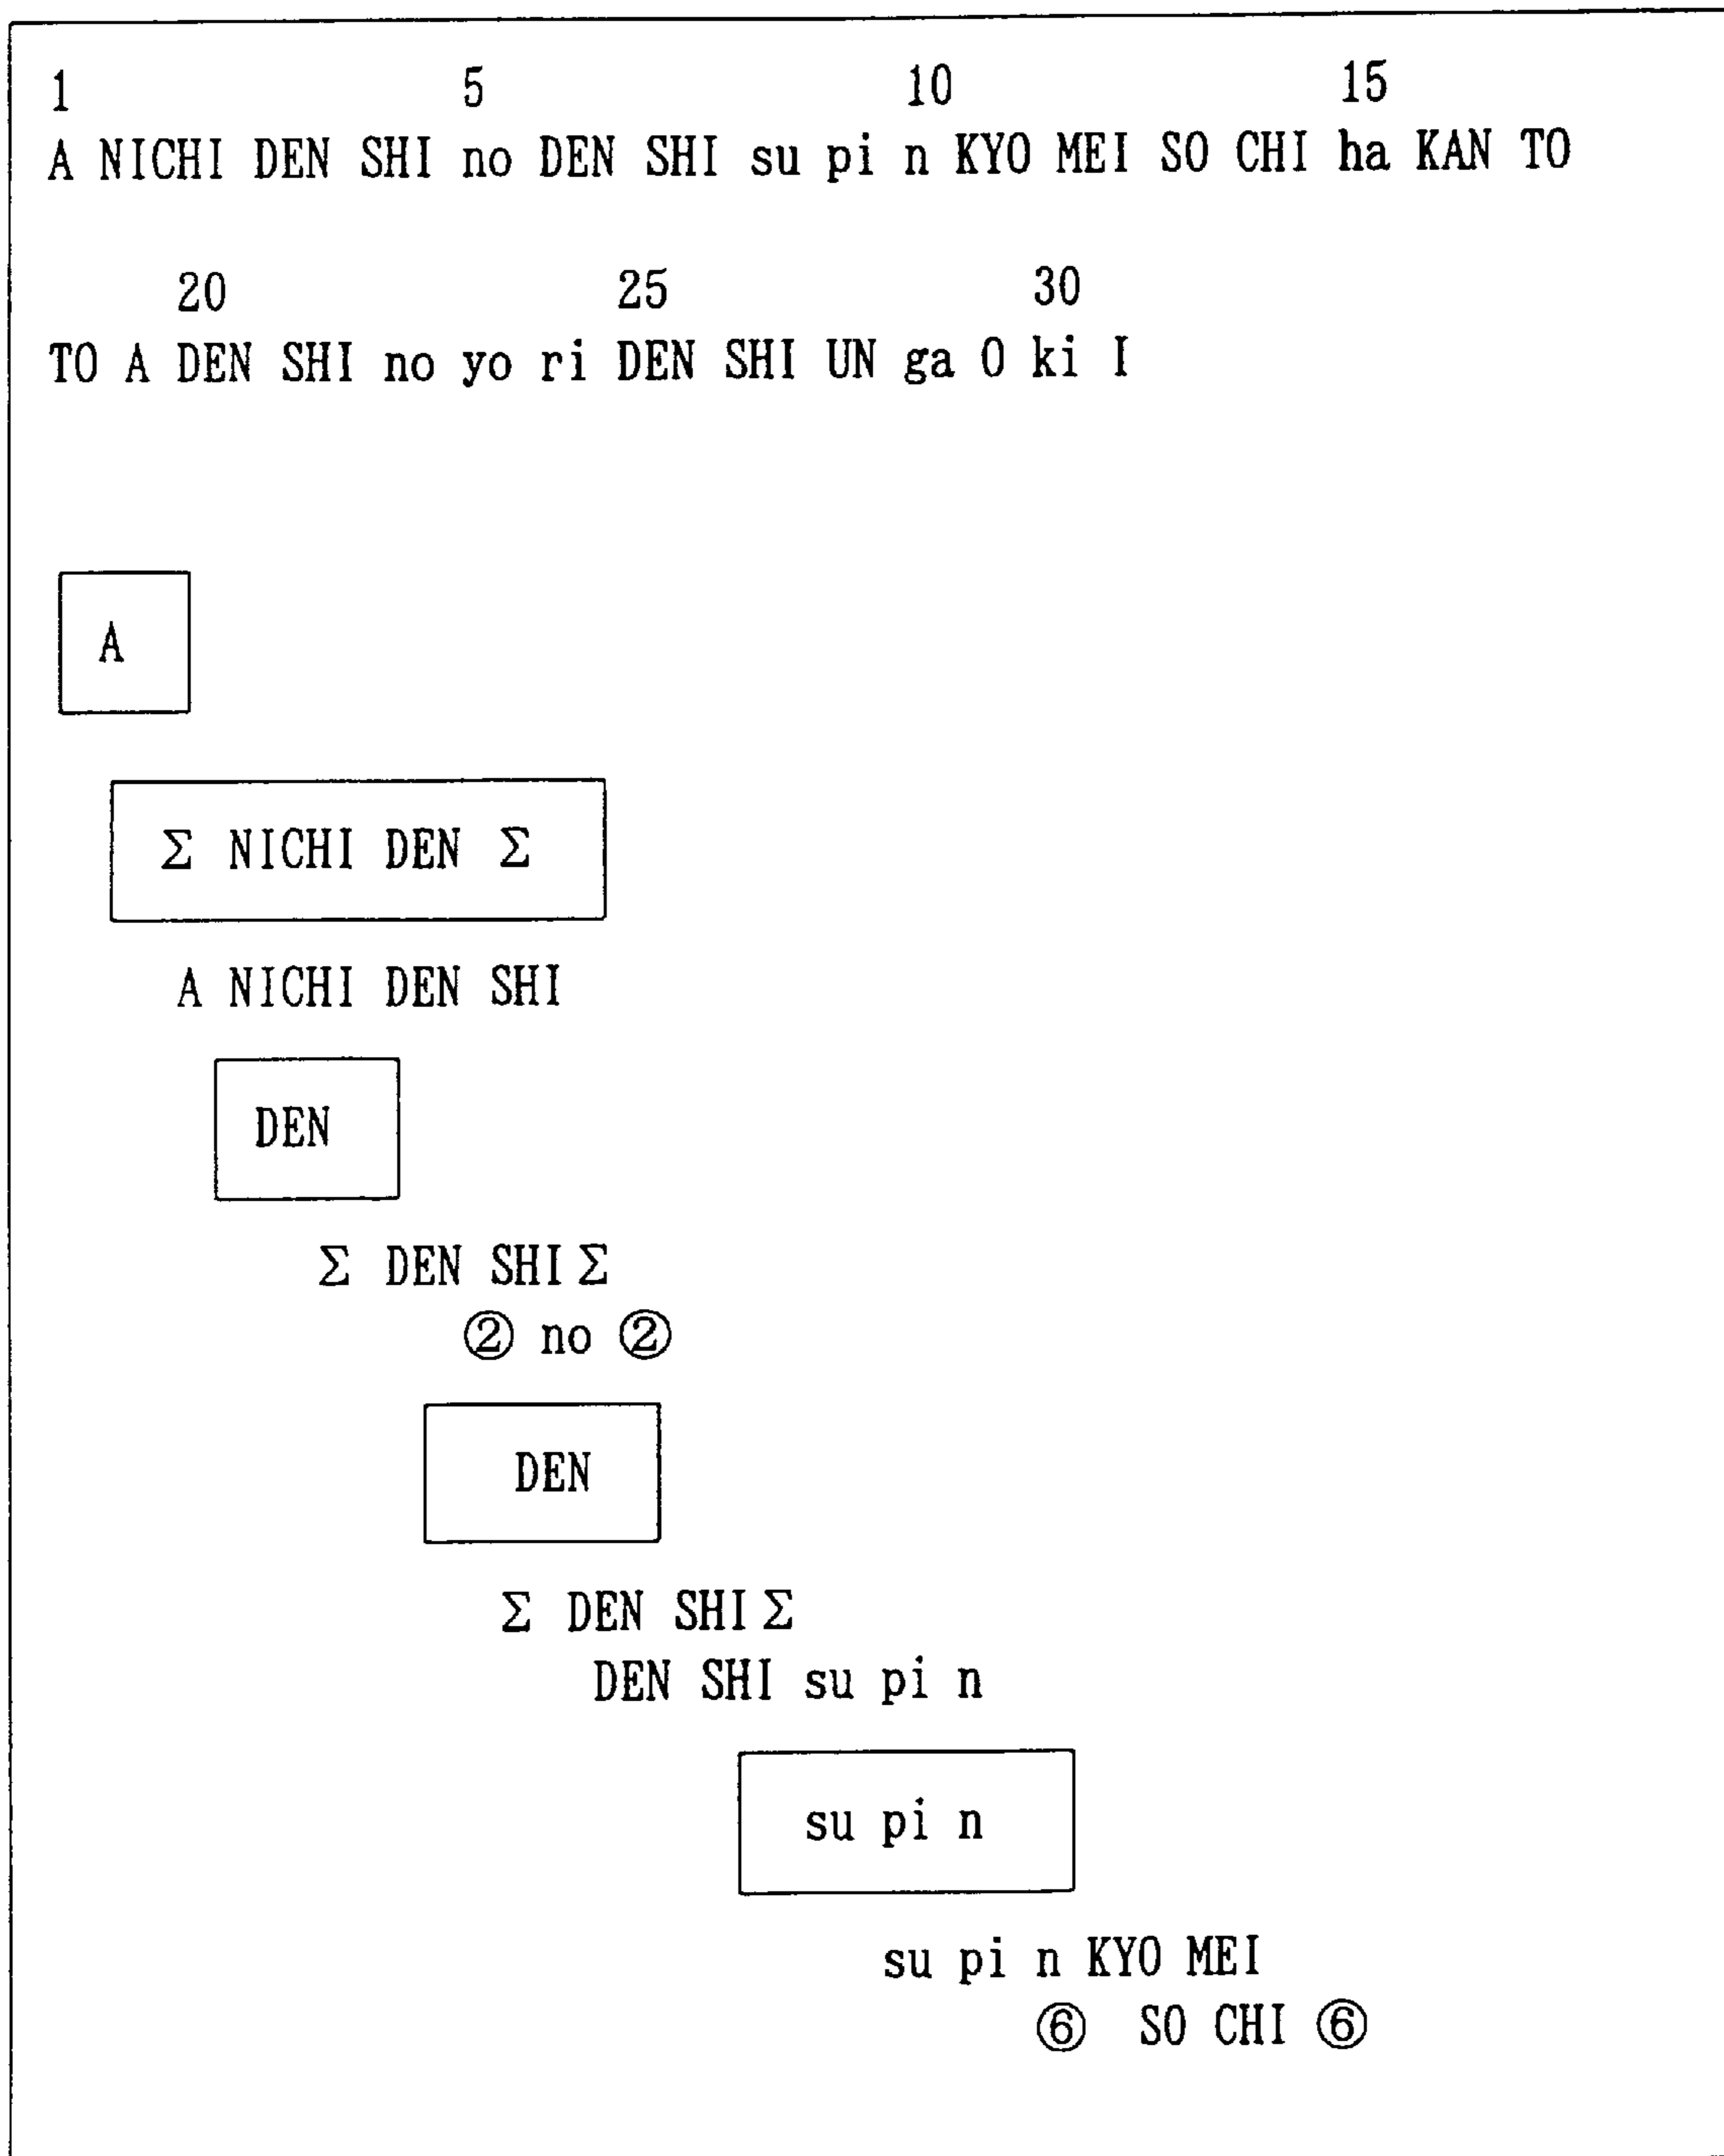 1 5 10 15
A NICHI DEN SHI no DEN SHI su pi n KYO MEI SO CHI ha KAN TO
20 25 30
TO A DEN SHI no yo ri DEN SHI UN ga O ki I
A
Σ NICHI DEN Σ
A NICHI DEN SHI
DEN
Σ DEN SHI Σ
② no ②
DEN
Σ DEN SHI Σ
DEN SHI su pi n
su pi n
su pi n KYO MEI
⑥ SO CHI ⑥